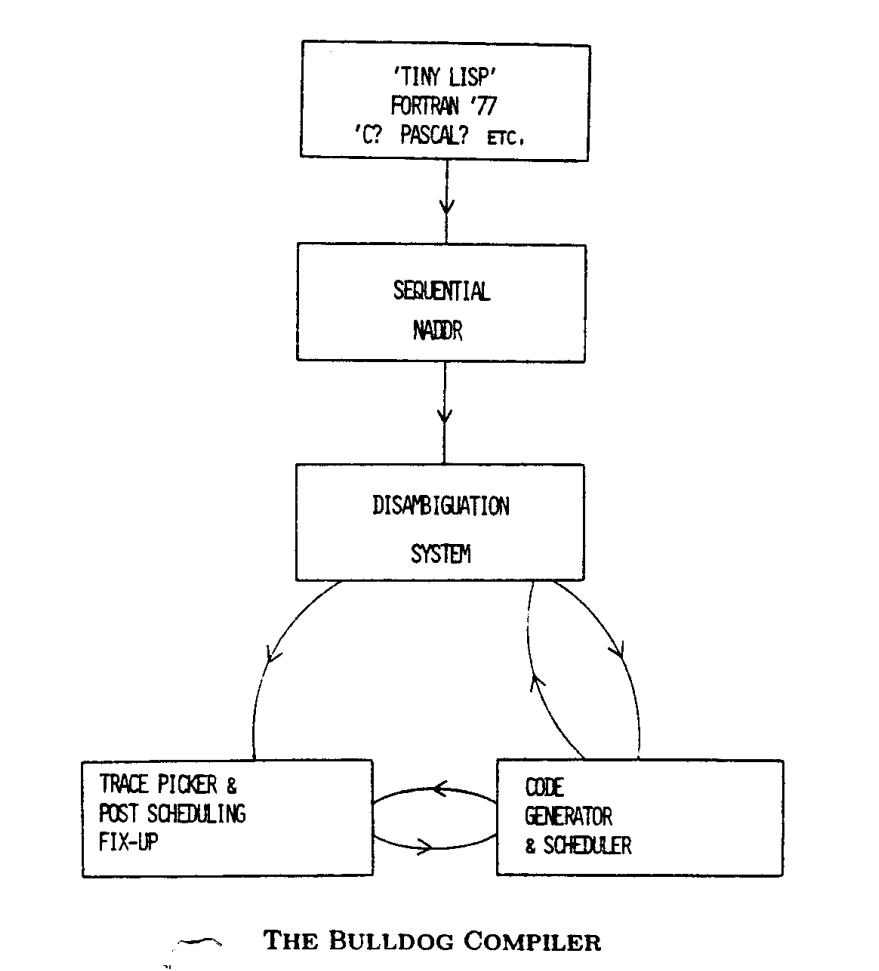 'TINY LISP'
FORTRAN '77
'C? PASCAL? ETC.
SEQUENTIAL
NADDR
DISAMBIGUATION
SYSTEM
TRACE PICKER &
POST SCHEDULING
FIX-UP
CODE
GENERATOR
& SCHEDULER
THE BULLDOG COMPILER